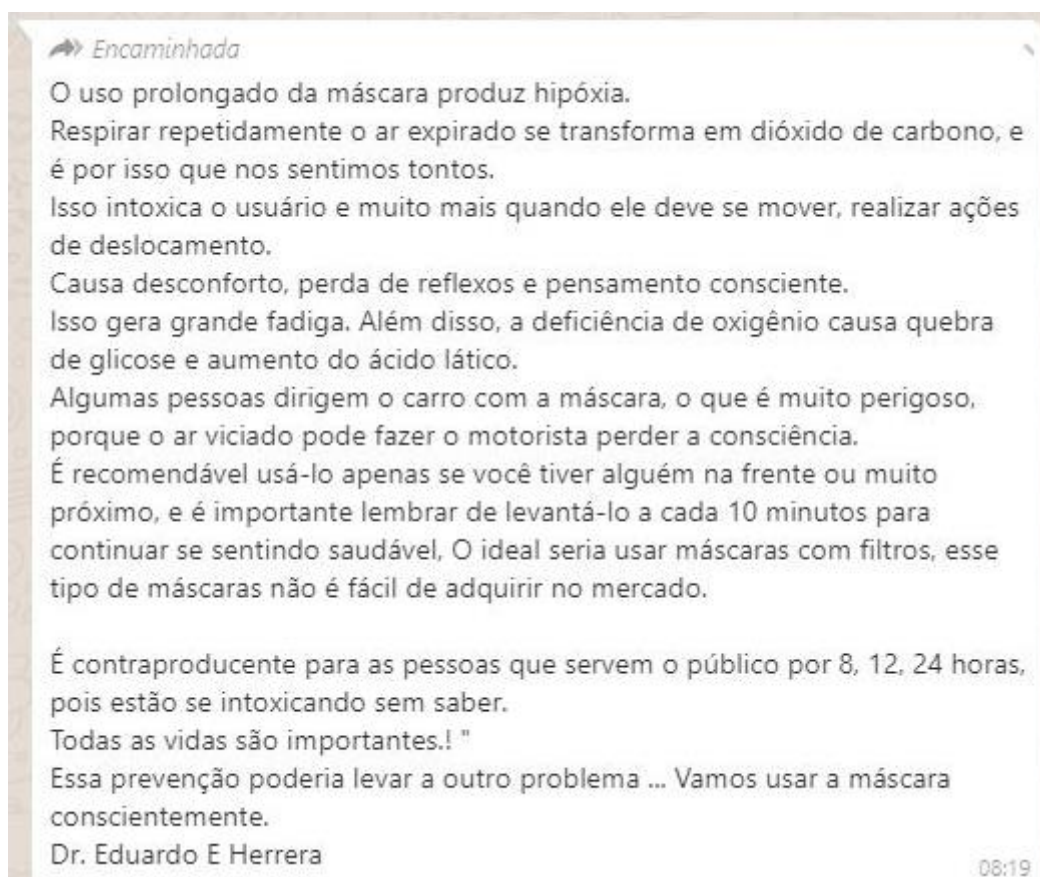 Encaminhada
O uso prolongado da máscara produz hipóxia.
Respirar repetidamente o ar expirado se transforma em dióxido de carbono, e
é por isso que nos sentimos tontos.
Isso intoxica o usuário e muito mais quando ele deve se mover, realizar ações
de deslocamento.
Causa desconforto, perda de reflexos e pensamento consciente.
Isso gera grande fadiga. Além disso, a deficiência de oxigênio causa quebra
de glicose e aumento do ácido lático.
Algumas pessoas dirigem o carro com a máscara, o que é muito perigoso,
porque o ar viciado pode fazer o motorista perder a consciência.
É recomendável usá-lo apenas se você tiver alguém na frente ou muito
próximo, e é importante lembrar de levantá-lo a cada 10 minutos para
continuar se sentindo saudável, O ideal seria usar máscaras com filtros, esse
tipo de máscaras não é fácil de adquirir no mercado.

É contraproducente para as pessoas que servem o público por 8, 12, 24 horas,
pois estão se intoxicando sem saber.
Todas as vidas são importantes.! "
Essa prevenção poderia levar a outro problema ... Vamos usar a máscara
conscientemente.
Dr. Eduardo E Herrera
08:19